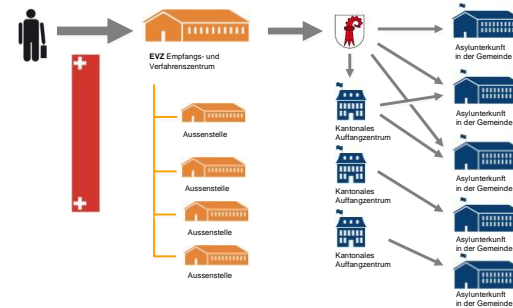 EVZ Empfangs- und
Verfahrenszentrum
Aussenstelle
Aussenstelle
Aussenstelle
Aussenstelle
Kantonales
Auffangzentrum
Kantonales
Auffangzentrum
Kantonales
Auffangzentrum
Asylunterkunft
in der Gemeinde
Asylunterkunft
in der Gemeinde
Asylunterkunft
in der Gemeinde
Asylunterkunft
in der Gemeinde
Asylunterkunft
in der Gemeinde